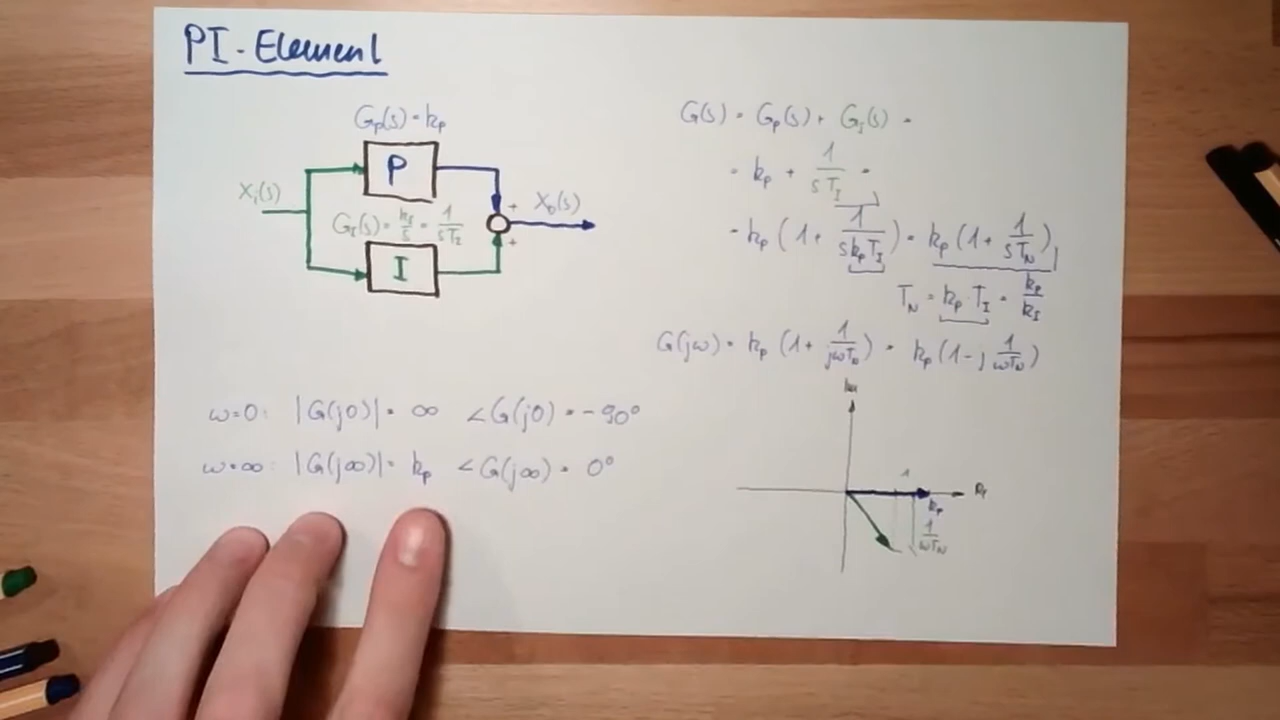 PI-Element
Gp(s) = kp
P
Xi(s)
GI(s) = kI/s = 1/sTI
I
+
+
Xo(s)
G(s) = Gp(s) + GI(s) =
= kp + 1/sTI =
= kp (1 + 1/skpTI) = kp (1 + 1/sTN)
TN = kp · TI = kp/kI
G(jω) = kp (1 + 1/jωTN) = kp (1 - j 1/ωTN)
ω=0: |G(j0)| = ∞ ∠G(j0) = -90°
ω=∞: |G(j∞)| = kp ∠G(j∞) = 0°
Im
1
Re
kp
1/ωTN